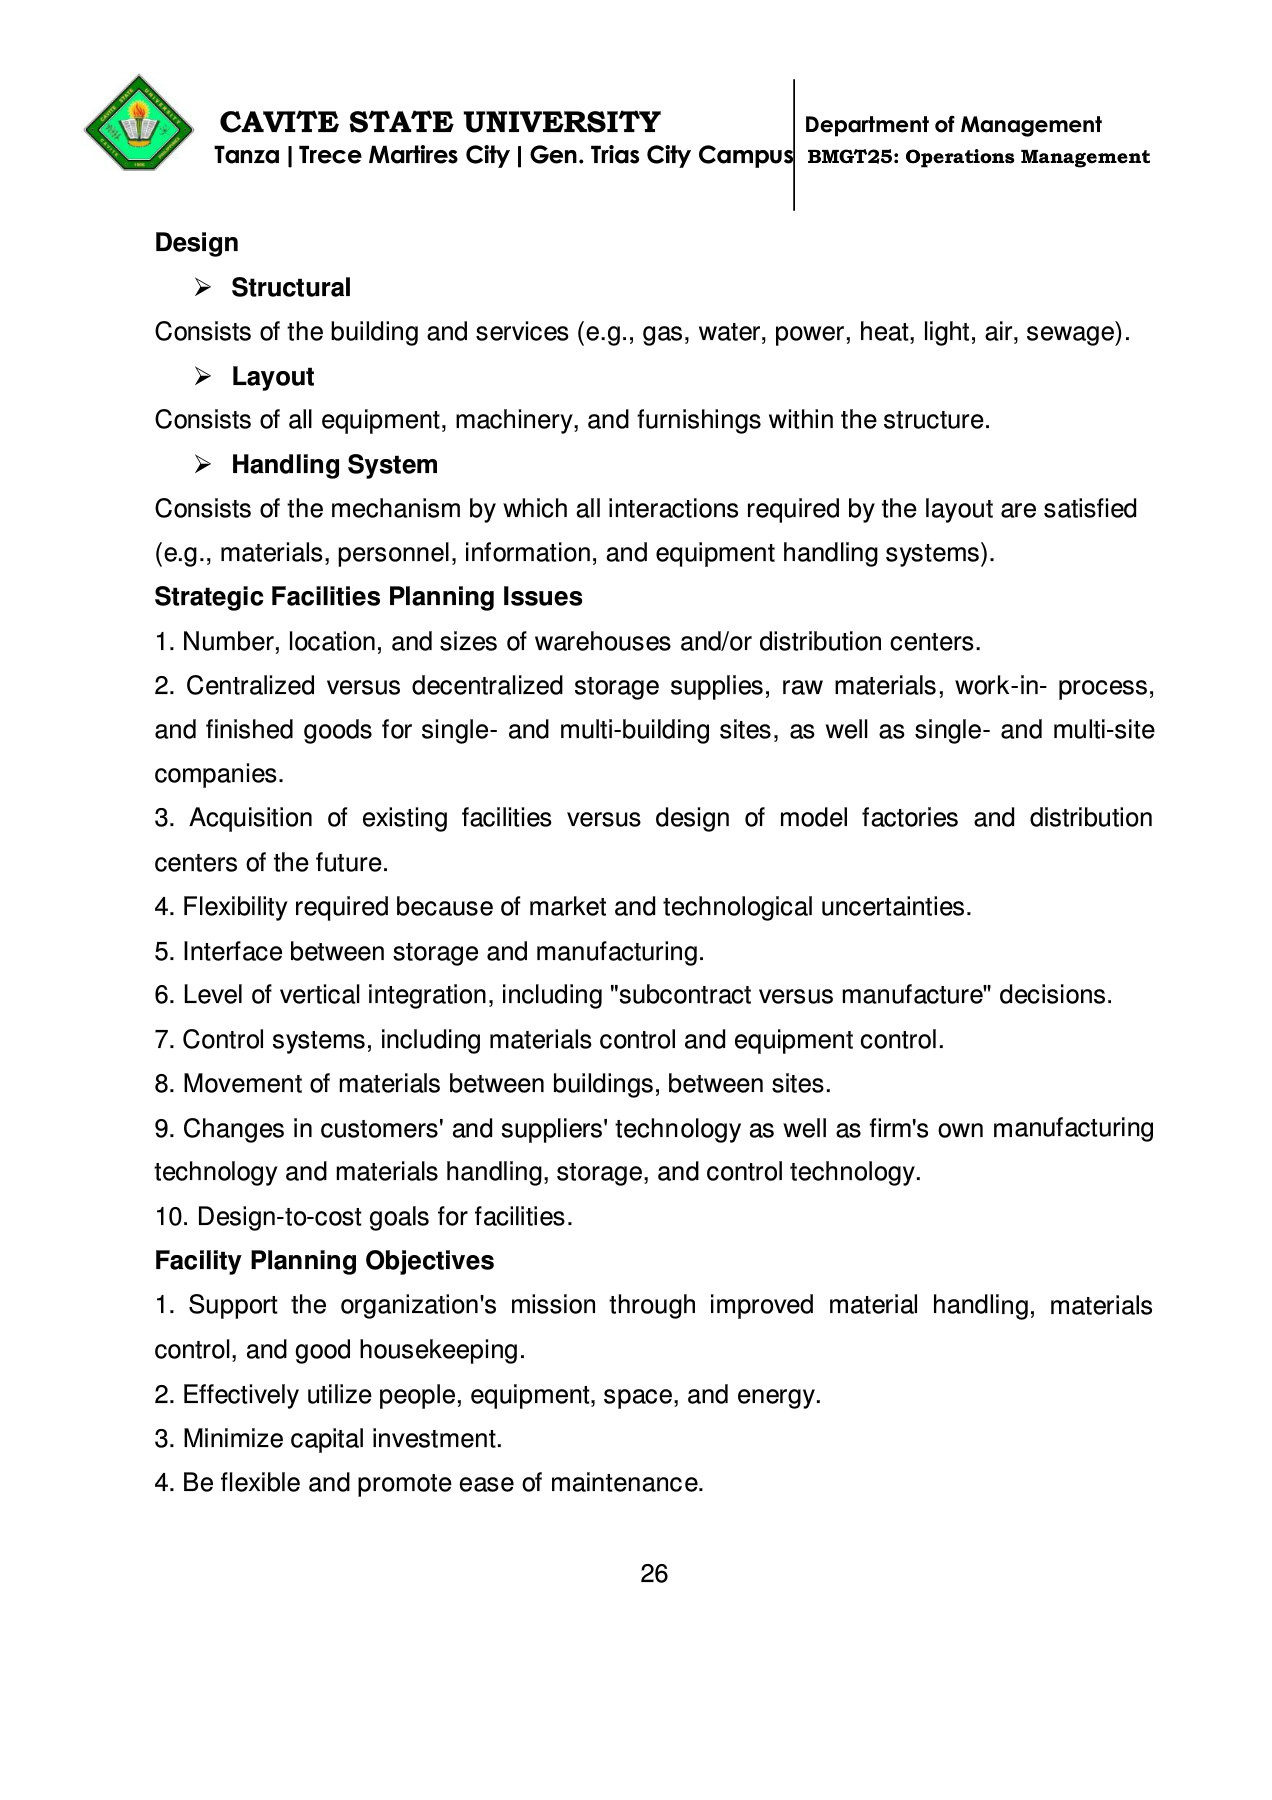 CAVITE STATE UNIVERSITY
Tanza | Trece Martires City | Gen. Trias City Campus
Department of Management
BMGT25: Operations Management
Design
➢ Structural
Consists of the building and services (e.g., gas, water, power, heat, light, air, sewage).
➢ Layout
Consists of all equipment, machinery, and furnishings within the structure.
➢ Handling System
Consists of the mechanism by which all interactions required by the layout are satisfied
(e.g., materials, personnel, information, and equipment handling systems).
Strategic Facilities Planning Issues
1. Number, location, and sizes of warehouses and/or distribution centers.
2. Centralized versus decentralized storage supplies, raw materials, work-in- process,
and finished goods for single- and multi-building sites, as well as single- and multi-site
companies.
3. Acquisition of existing facilities versus design of model factories and distribution
centers of the future.
4. Flexibility required because of market and technological uncertainties.
5. Interface between storage and manufacturing.
6. Level of vertical integration, including "subcontract versus manufacture" decisions.
7. Control systems, including materials control and equipment control.
8. Movement of materials between buildings, between sites.
9. Changes in customers' and suppliers' technology as well as firm's own manufacturing
technology and materials handling, storage, and control technology.
10. Design-to-cost goals for facilities.
Facility Planning Objectives
1. Support the organization's mission through improved material handling, materials
control, and good housekeeping.
2. Effectively utilize people, equipment, space, and energy.
3. Minimize capital investment.
4. Be flexible and promote ease of maintenance.
26